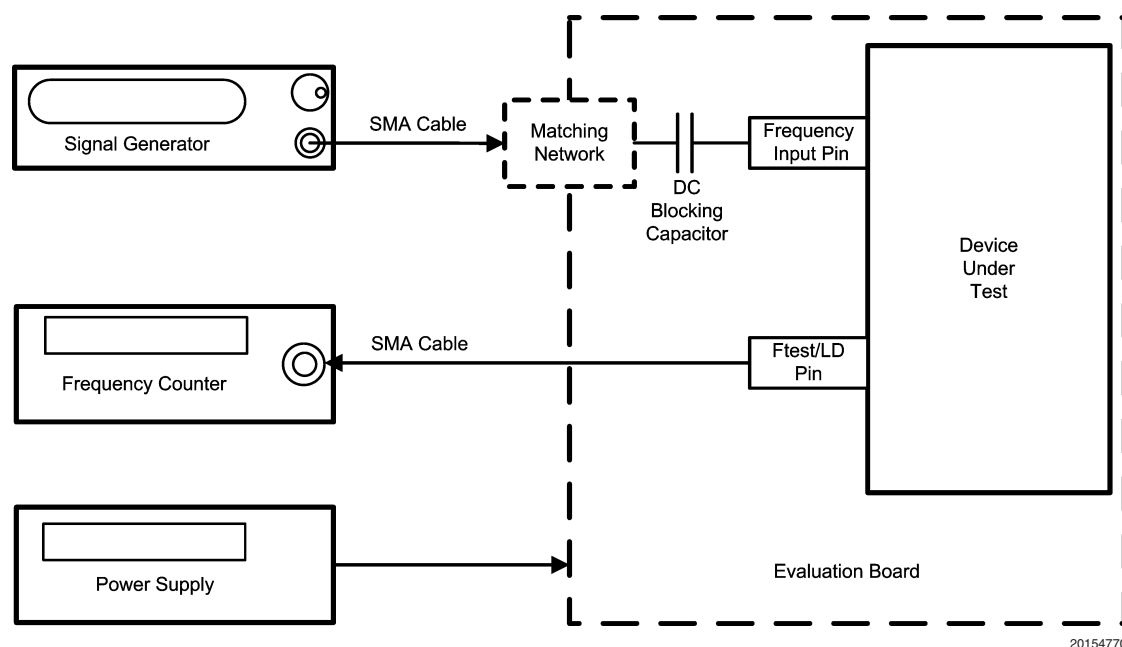 Signal Generator
SMA Cable
Matching
Network
DC
Blocking
Capacitor
Frequency
Input Pin
Device
Under
Test
Frequency Counter
SMA Cable
Ftest/LD
Pin
Power Supply
Evaluation Board
20154770